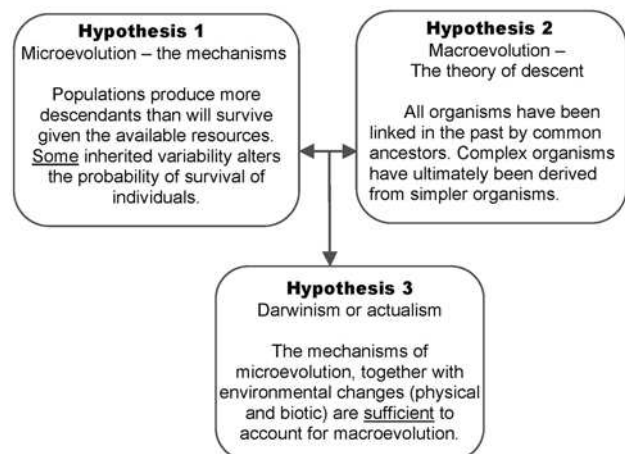 Hypothesis 1
Microevolution – the mechanisms
Populations produce more
descendants than will survive
given the available resources.
Some inherited variability alters
the probability of survival of
individuals.
Hypothesis 2
Macroevolution –
The theory of descent
All organisms have been
linked in the past by common
ancestors. Complex organisms
have ultimately been derived
from simpler organisms.
Hypothesis 3
Darwinism or actualism
The mechanisms of
microevolution, together with
environmental changes (physical
and biotic) are sufficient to
account for macroevolution.